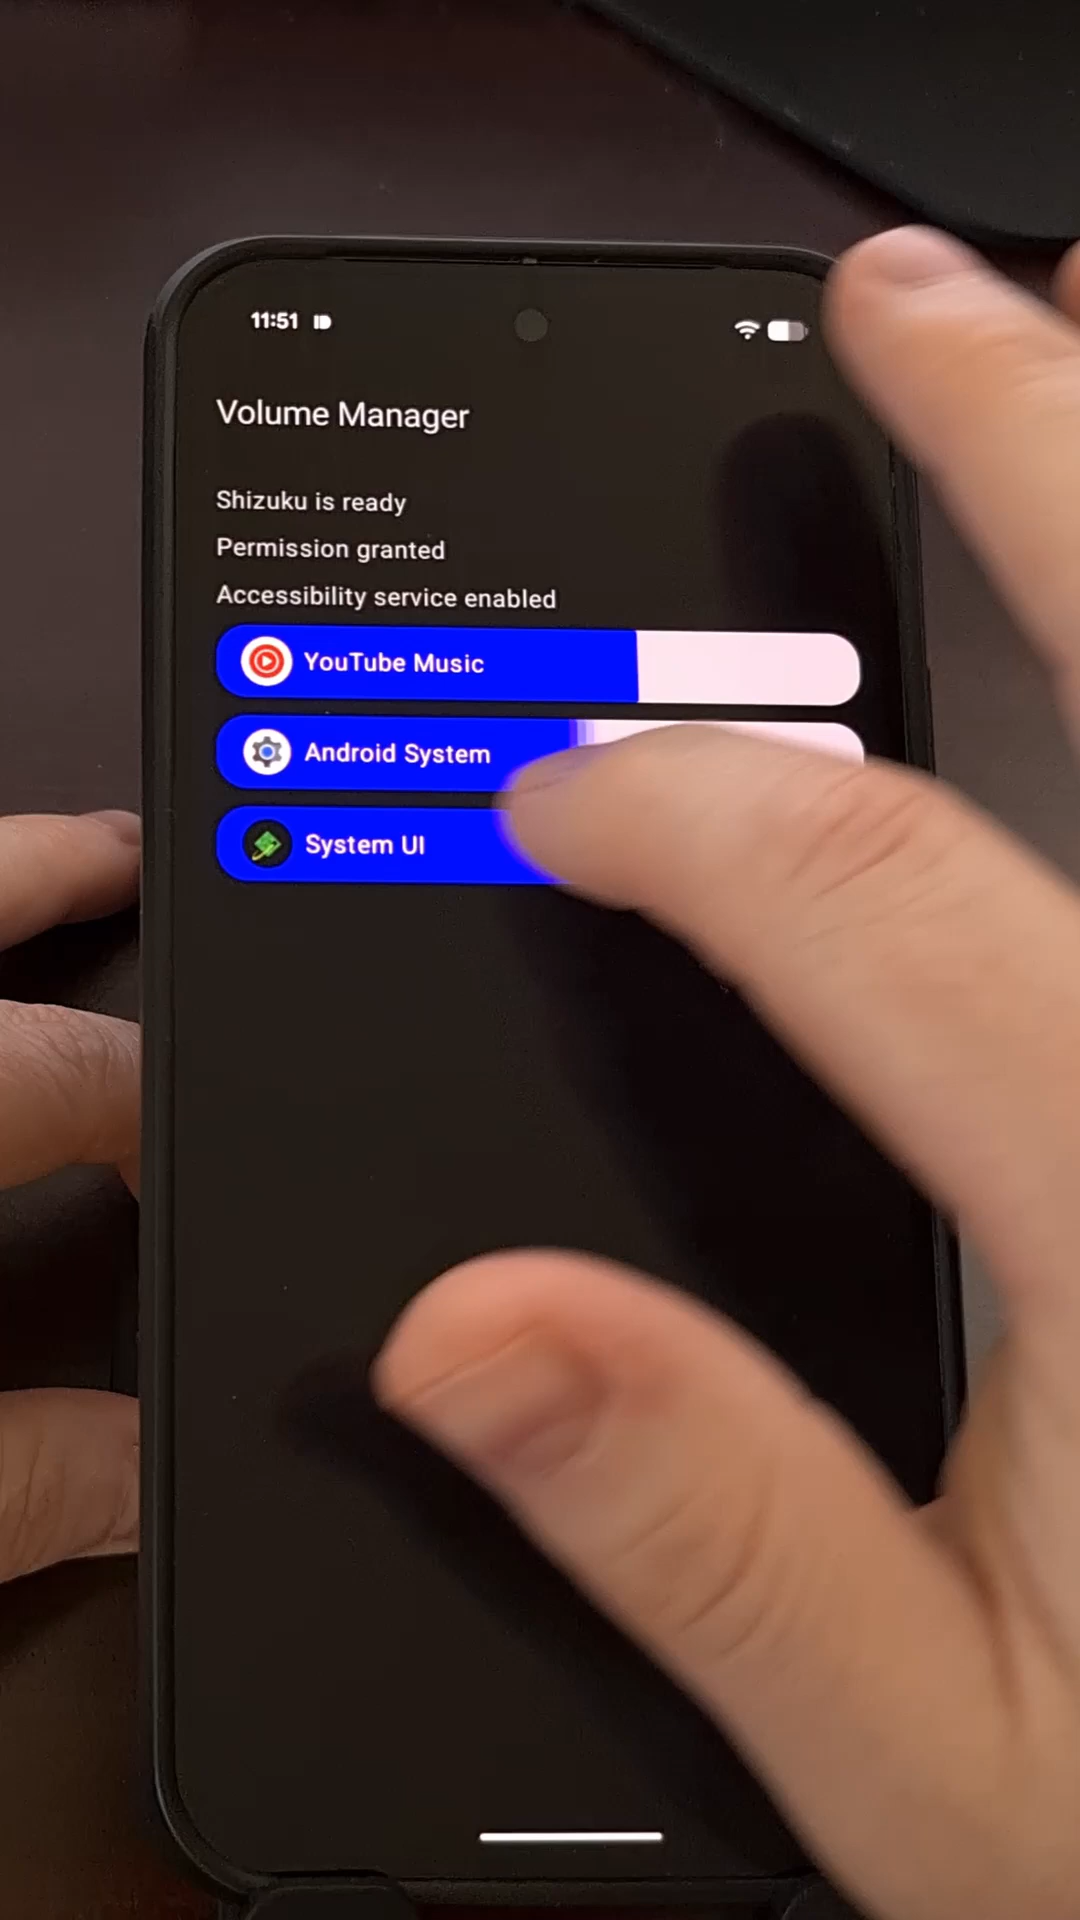 11:51
Volume Manager
Shizuku is ready
Permission granted
Accessibility service enabled
YouTube Music
Android System
System UI